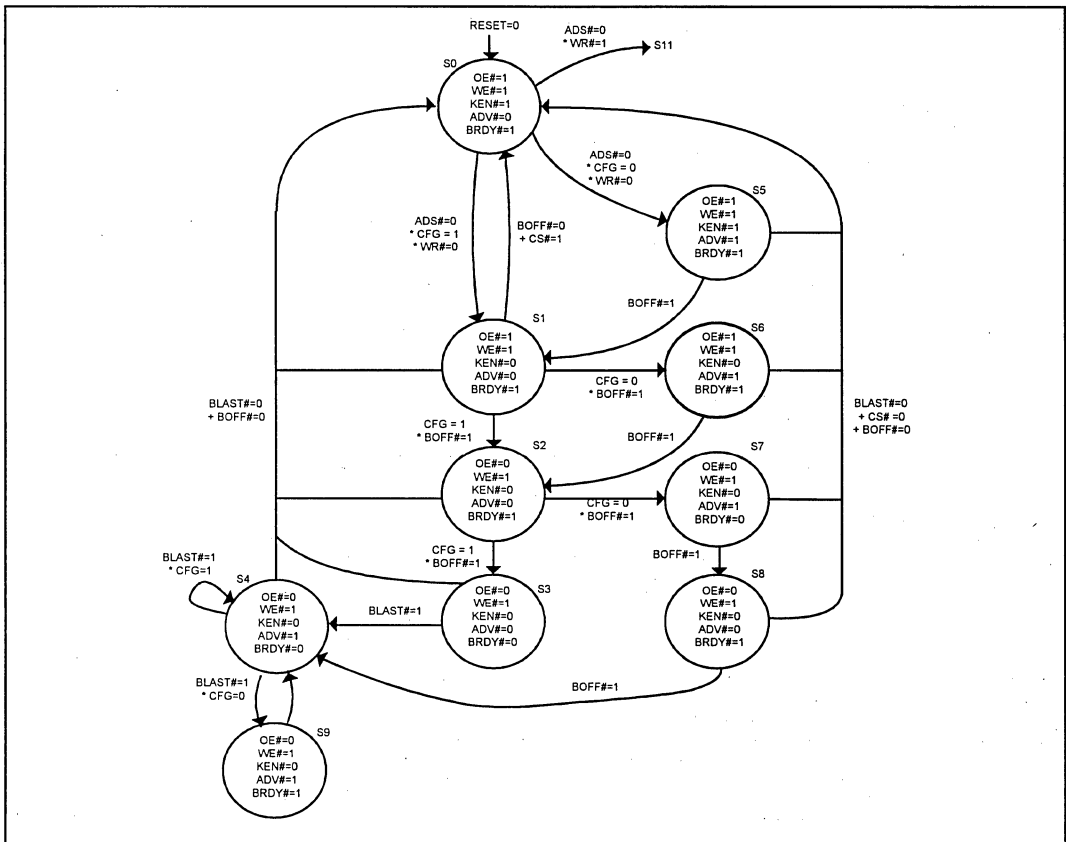 RESET=0
ADS#=0
* WR#=1
S11
S0
OE#=1
WE#=1
KEN#=1
ADV#=0
BRDY#=1
ADS#=0
* CFG = 0
* WR#=0
S5
OE#=1
WE#=1
KEN#=1
ADV#=1
BRDY#=1
ADS#=0
* CFG = 1
* WR#=0
BOFF#=0
+ CS#=1
BOFF#=1
S1
OE#=1
WE#=1
KEN#=0
ADV#=0
BRDY#=1
S6
OE#=1
WE#=1
KEN#=0
ADV#=1
BRDY#=1
CFG = 0
* BOFF#=1
BLAST#=0
+ BOFF#=0
BLAST#=0
+ CS# =0
+ BOFF#=0
CFG = 1
* BOFF#=1
BOFF#=1
S2
OE#=0
WE#=1
KEN#=0
ADV#=0
BRDY#=1
S7
OE#=0
WE#=1
KEN#=0
ADV#=1
BRDY#=0
CFG = 0
* BOFF#=1
CFG = 1
* BOFF#=1
BOFF#=1
BLAST#=1
* CFG=1
S4
OE#=0
WE#=1
KEN#=0
ADV#=1
BRDY#=0
BLAST#=1
S3
OE#=0
WE#=1
KEN#=0
ADV#=0
BRDY#=0
S8
OE#=0
WE#=1
KEN#=0
ADV#=0
BRDY#=1
BOFF#=1
BLAST#=1
* CFG=0
S9
OE#=0
WE#=1
KEN#=0
ADV#=1
BRDY#=1